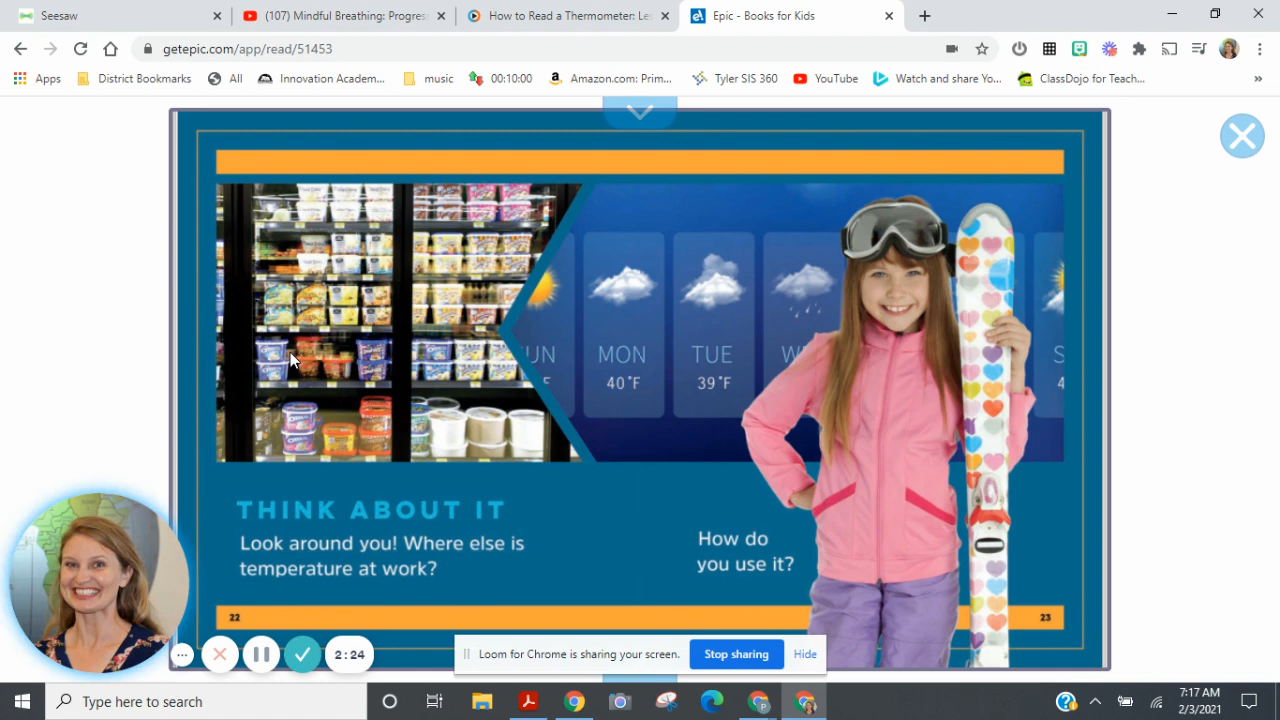 Seesaw
(107) Mindful Breathing: Progres
How to Read a Thermometer: Les
Epic - Books for Kids
getepic.com/app/read/51453
Apps
District Bookmarks
All
Innovation Academ...
music
00:10:00
Amazon.com: Prim...
Tyler SIS 360
YouTube
Watch and share Yo...
ClassDojo for Teach...
SUN
MON
TUE
W
S
°F
40°F
39°F
4
THINK ABOUT IT
Look around you! Where else is
temperature at work?
How do
you use it?
22
23
2:24
Loom for Chrome is sharing your screen.
Stop sharing
Hide
Type here to search
7:17 AM
2/3/2021